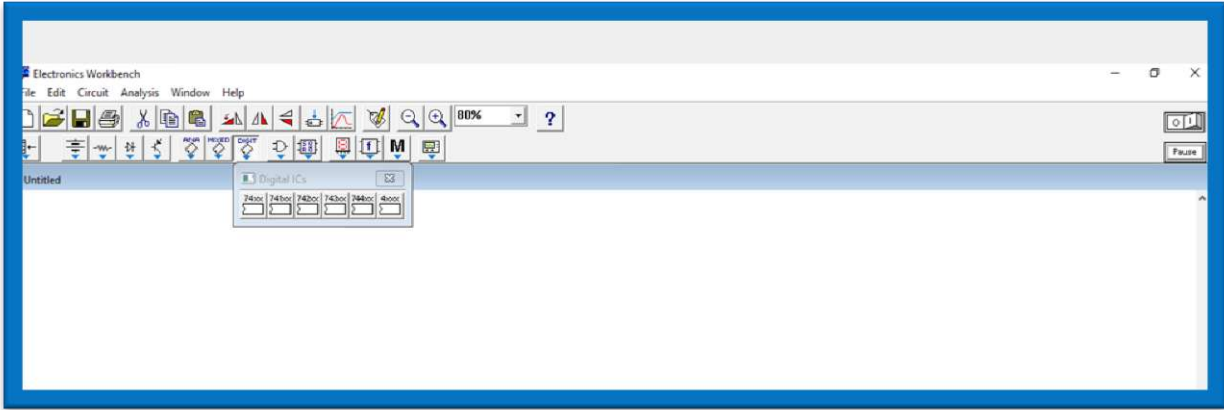 Electronics Workbench
File Edit Circuit Analysis Window Help
80% ?
ANA MIXED DIGIT M
Pause
Untitled
Digital ICs
74xx 741xx 742xx 743xx 744xx 4xxx